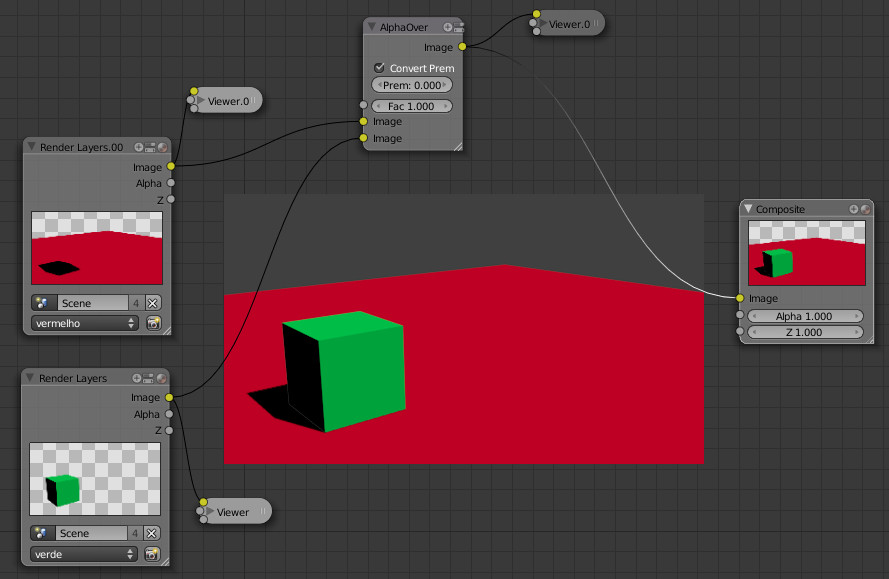 AlphaOver
Image
Convert Prem
Prem: 0.000
Fac 1.000
Image
Image
Viewer.0
Viewer.0
Render Layers.00
Image
Alpha
Z
Scene 4
vermelho
Render Layers
Image
Alpha
Z
Scene 4
verde
Viewer
Composite
Image
Alpha 1.000
Z 1.000